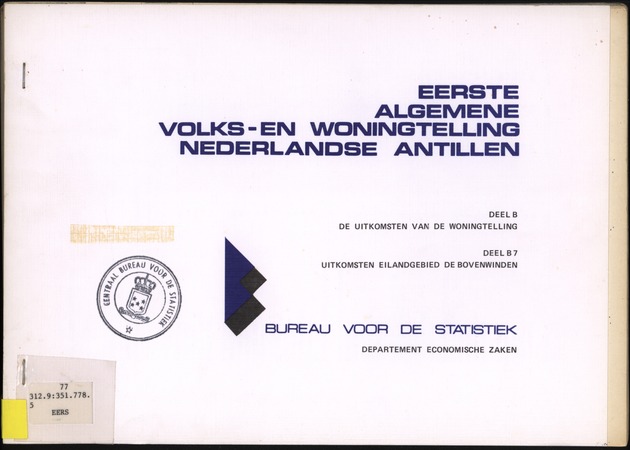 EERSTE
ALGEMENE
VOLKS-EN WONINGTELLING
NEDERLANDSE ANTILLEN
DEEL B
DE UITKOMSTEN VAN DE WONINGTELLING
DEEL B7
UITKOMSTEN EILANDGEBIED DE BOVENWINDEN
CENTRAAL BUREAU VOOR DE STATISTIEK
BUREAU VOOR DE STATISTIEK
DEPARTEMENT ECONOMISCHE ZAKEN
77
312.9:351.778.
5
EERS